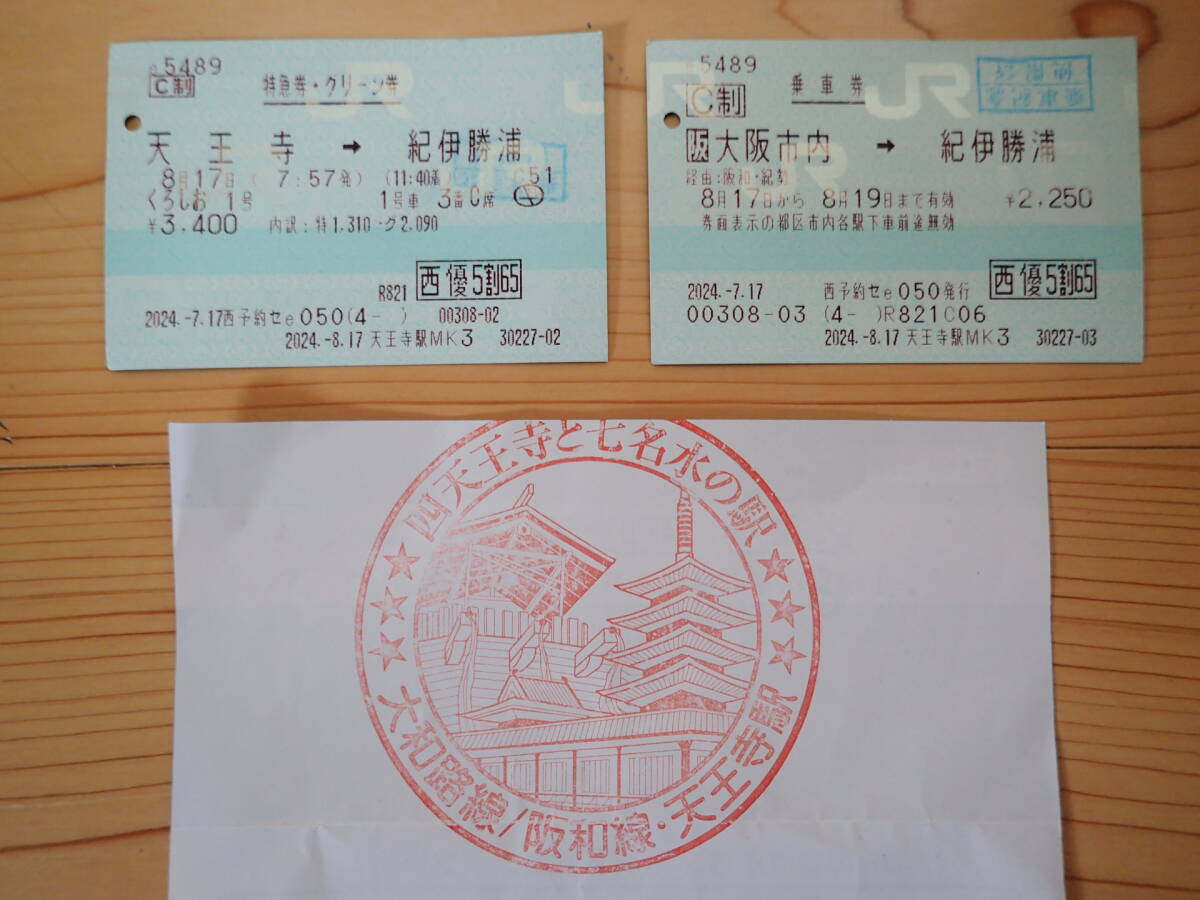 5489
C制
特急券・グリーン券
天王寺 → 紀伊勝浦
8月17日 ( 7:57発) (11:40着) C51
くろしお 1号 1号車 3番C席
¥3,400 内訳:特1,310・グ2,090
R821 西優5割65
2024.-7.17西予約セe050(4- ) 00308-02
2024.-8.17 天王寺駅MK3 30227-02
5489
C制
乗車券
JR
乗車記念
使用済
阪大阪市内 → 紀伊勝浦
経由:阪和・紀勢
8月17日から 8月19日まで有効 ¥2,250
券面表示の都区市内各駅下車前途無効
西優5割65
2024.-7.17 西予約セe050発行
00308-03 (4- )R821C06
2024.-8.17 天王寺駅MK3 30227-03
四天王寺と七名水の駅
大和路線/阪和線・天王寺駅